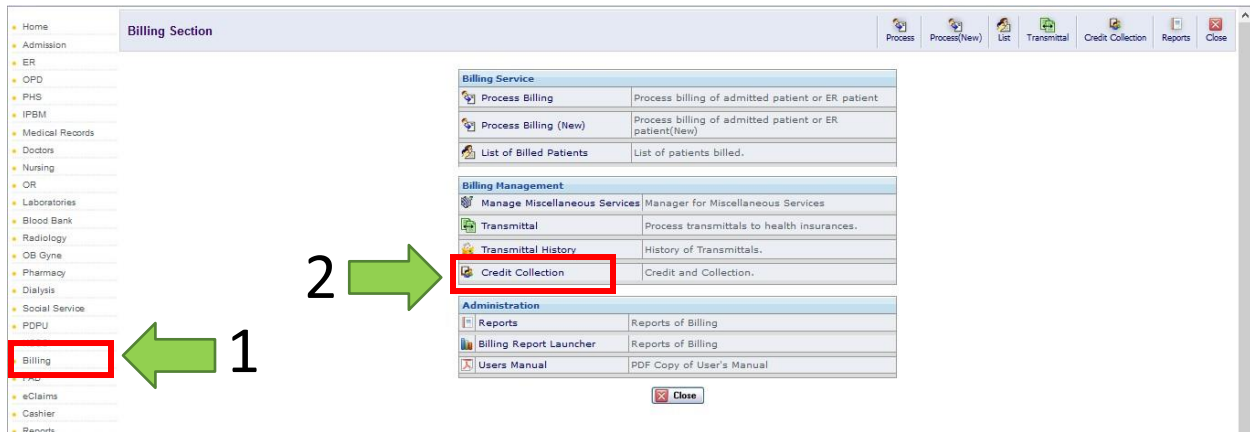 Home
Admission
ER
OPD
PHS
IPBM
Medical Records
Doctors
Nursing
OR
Laboratories
Blood Bank
Radiology
OB Gyne
Pharmacy
Dialysis
Social Service
PDPU
Billing
PAD
eClaims
Cashier
Reports
Billing Section
Process
Process(New)
List
Transmittal
Credit Collection
Reports
Close
Billing Service
Process Billing Process billing of admitted patient or ER patient
Process Billing (New) Process billing of admitted patient or ER
patient(New)
List of Billed Patients List of patients billed.
Billing Management
Manage Miscellaneous Services Manager for Miscellaneous Services
Transmittal Process transmittals to health insurances.
Transmittal History History of Transmittals.
Credit Collection Credit and Collection.
Administration
Reports Reports of Billing
Billing Report Launcher Reports of Billing
Users Manual PDF Copy of User's Manual
Close
2
1